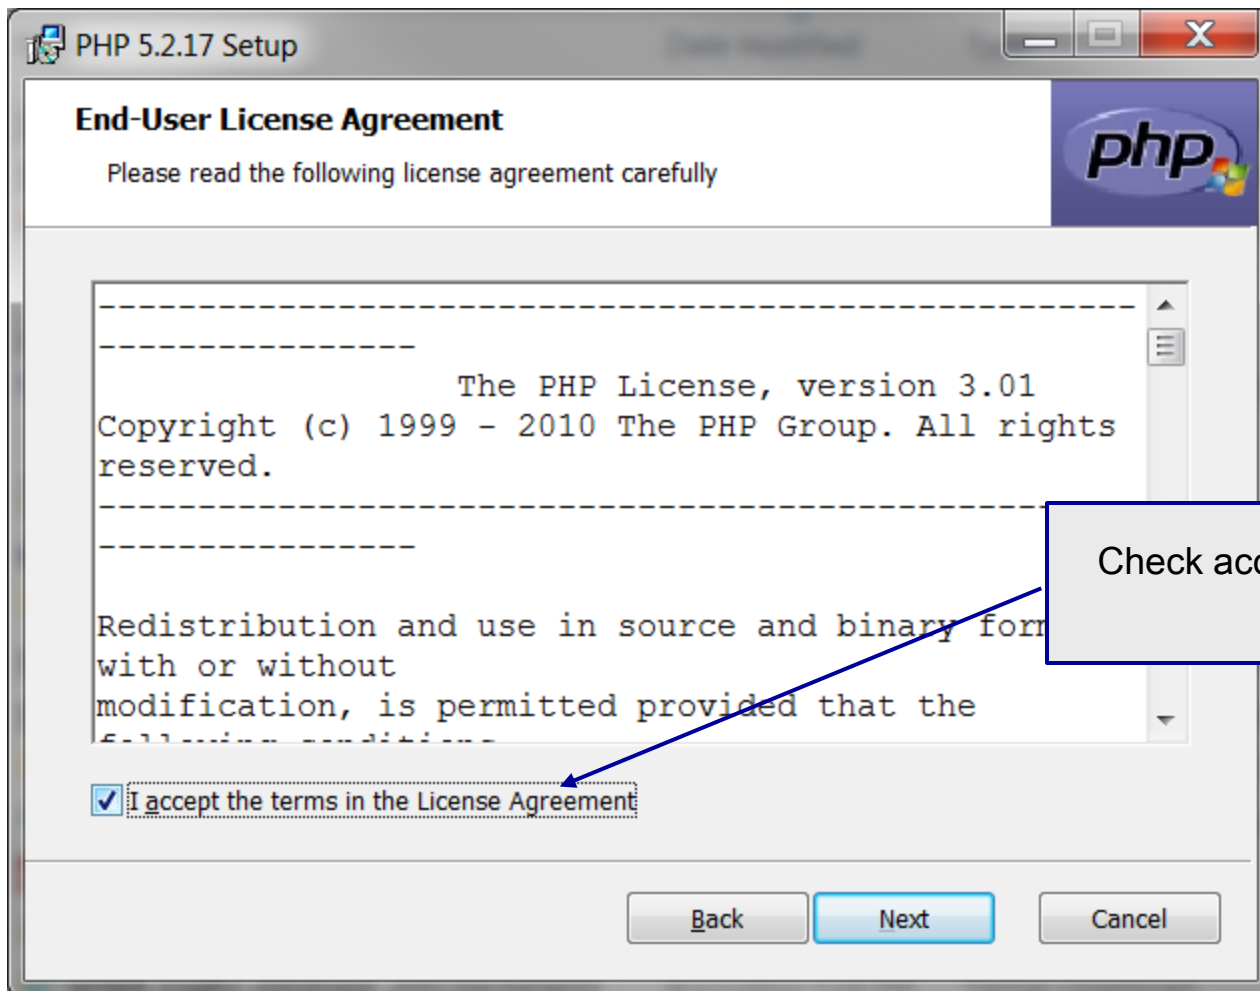 PHP 5.2.17 Setup
End-User License Agreement
Please read the following license agreement carefully
php
----------------------------------------------------
----------------
The PHP License, version 3.01
Copyright (c) 1999 - 2010 The PHP Group. All rights
reserved.
------------------------------------------------
----------------
Check
Redistribution and use in source and binary
with or without
modification, is permitted provided that the
I accept the terms in the License Agreement
Back
Next
Cancel